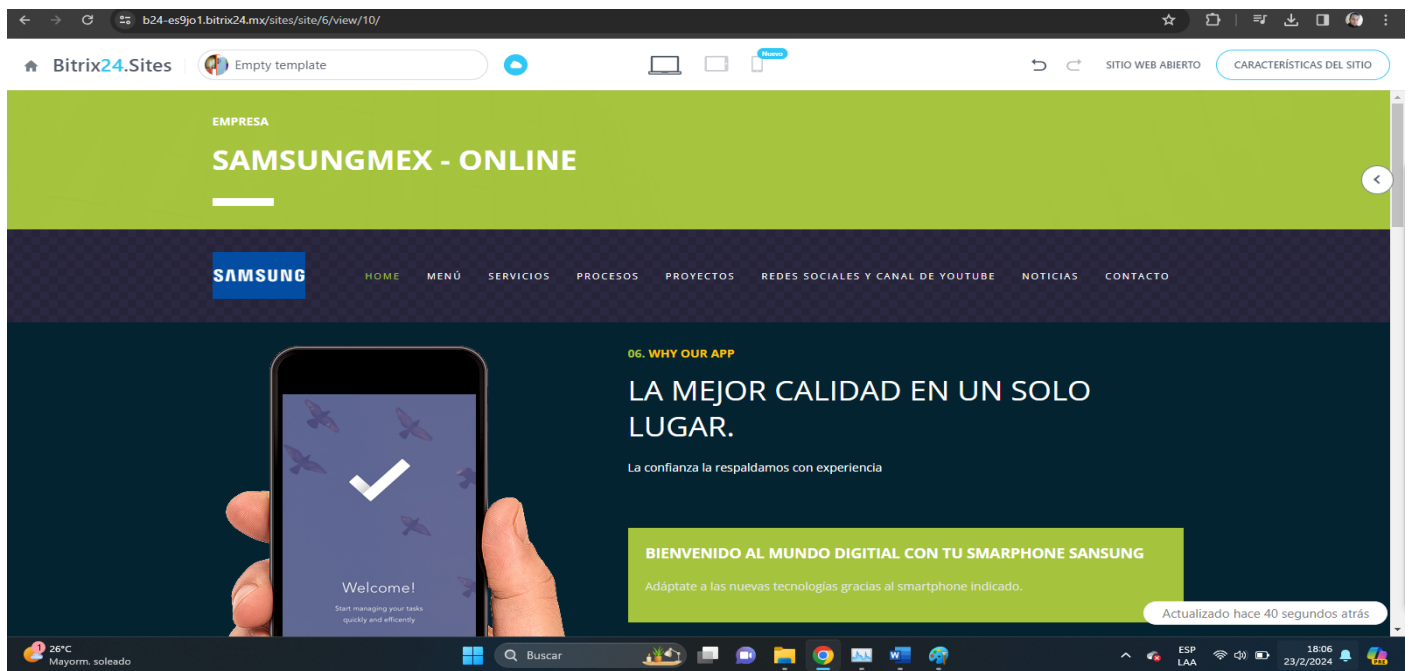 b24-es9jo1.bitrix24.mx/sites/site/6/view/10/
Bitrix24.Sites
Empty template
Nuevo
SITIO WEB ABIERTO
CARACTERÍSTICAS DEL SITIO
EMPRESA
SAMSUNGMEX - ONLINE
SAMSUNG
HOME
MENÚ
SERVICIOS
PROCESOS
PROYECTOS
REDES SOCIALES Y CANAL DE YOUTUBE
NOTICIAS
CONTACTO
06. WHY OUR APP
LA MEJOR CALIDAD EN UN SOLO
LUGAR.
La confianza la respaldamos con experiencia
BIENVENIDO AL MUNDO DIGITIAL CON TU SMARPHONE SANSUNG
Adáptate a las nuevas tecnologías gracias al smartphone indicado.
Welcome!
Start managing your tasks
quickly and efficently
Actualizado hace 40 segundos atrás
1
26°C
Mayorm. soleado
Buscar
ESP
LAA
18:06
23/2/2024
PRE